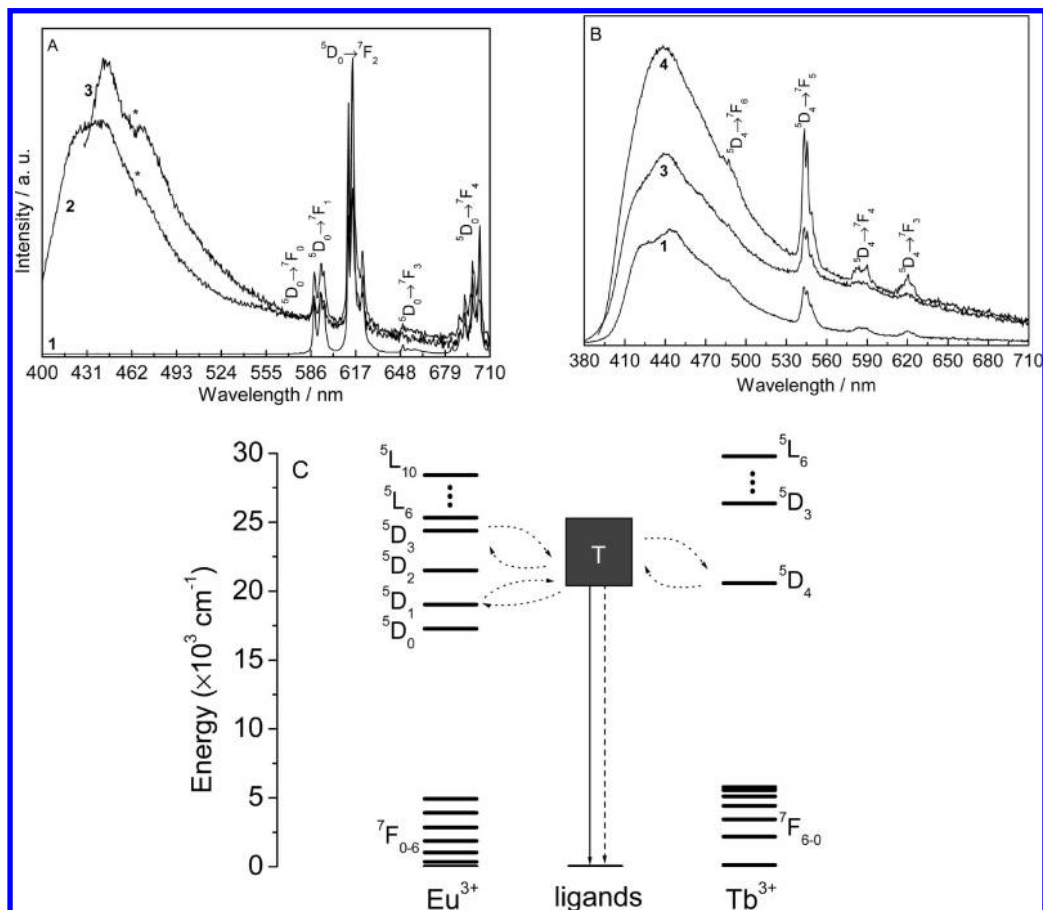 A
⁵D₀→⁷F₂
3
*
*
2
⁵D₀→⁷F₀
⁵D₀→⁷F₁
⁵D₀→⁷F₃
⁵D₀→⁷F₄
1
Intensity / a. u.
400 431 462 493 524 555 586 617 648 679 710
Wavelength / nm
B
4
⁵D₄→⁷F₆
⁵D₄→⁷F₅
3
⁵D₄→⁷F₄
⁵D₄→⁷F₃
1
380 410 440 470 500 530 560 590 620 650 680 710
Wavelength / nm
C
Energy (×10³ cm⁻¹)
30
25
20
15
10
5
0
⁵L₁₀
⁵L₆
⁵D₃
⁵D₂
⁵D₁
⁵D₀
⁷F₀₋₆
T
⁵L₆
⁵D₃
⁵D₄
⁷F₆₋₀
Eu³⁺ ligands Tb³⁺